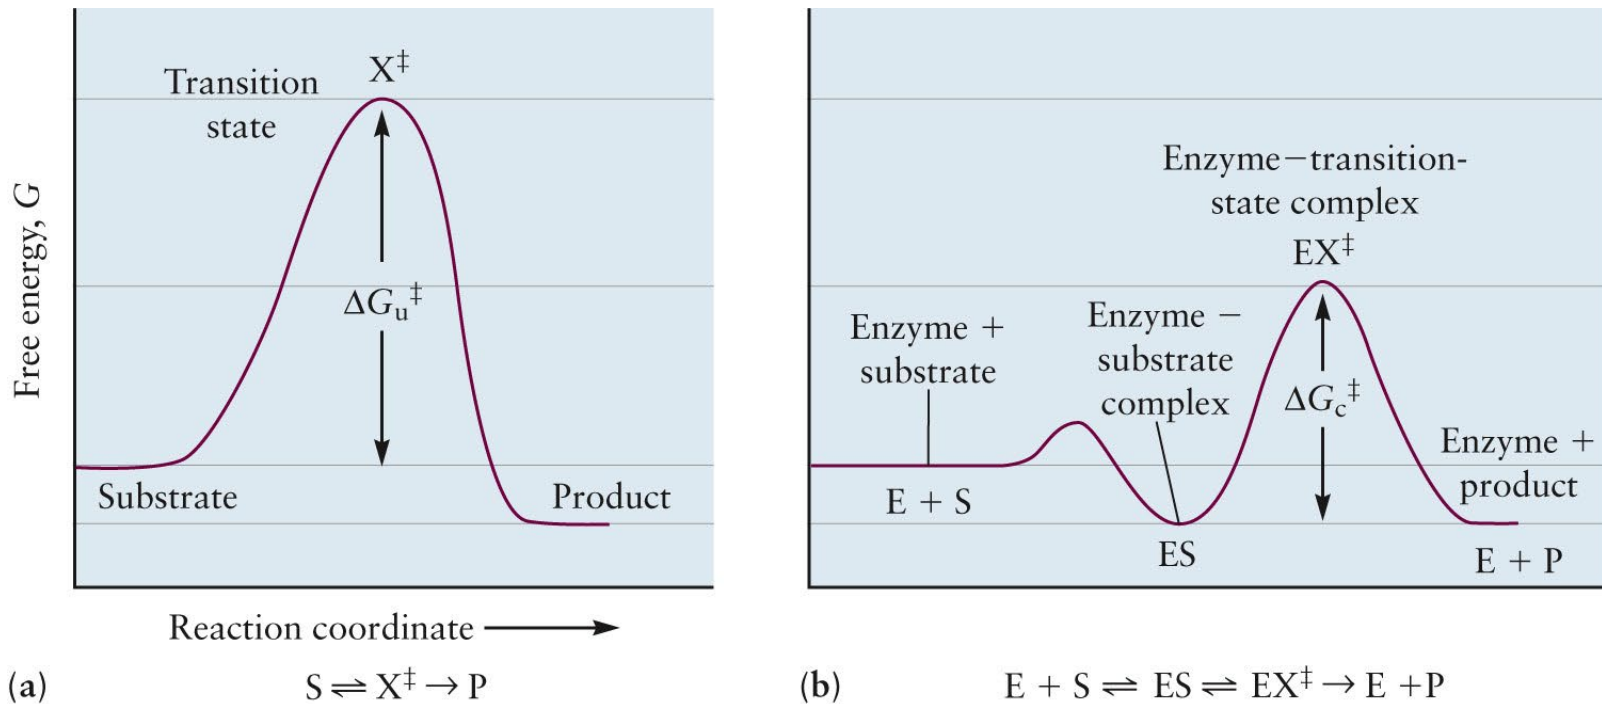 Free energy, G
Transition
state
X‡
ΔGu‡
Substrate
Product
Reaction coordinate
(a)
S ⇌ X‡ → P
Enzyme–transition-
state complex
EX‡
Enzyme +
substrate
Enzyme –
substrate
complex
ΔGc‡
Enzyme +
product
E + S
ES
E + P
(b)
E + S ⇌ ES ⇌ EX‡ → E +P